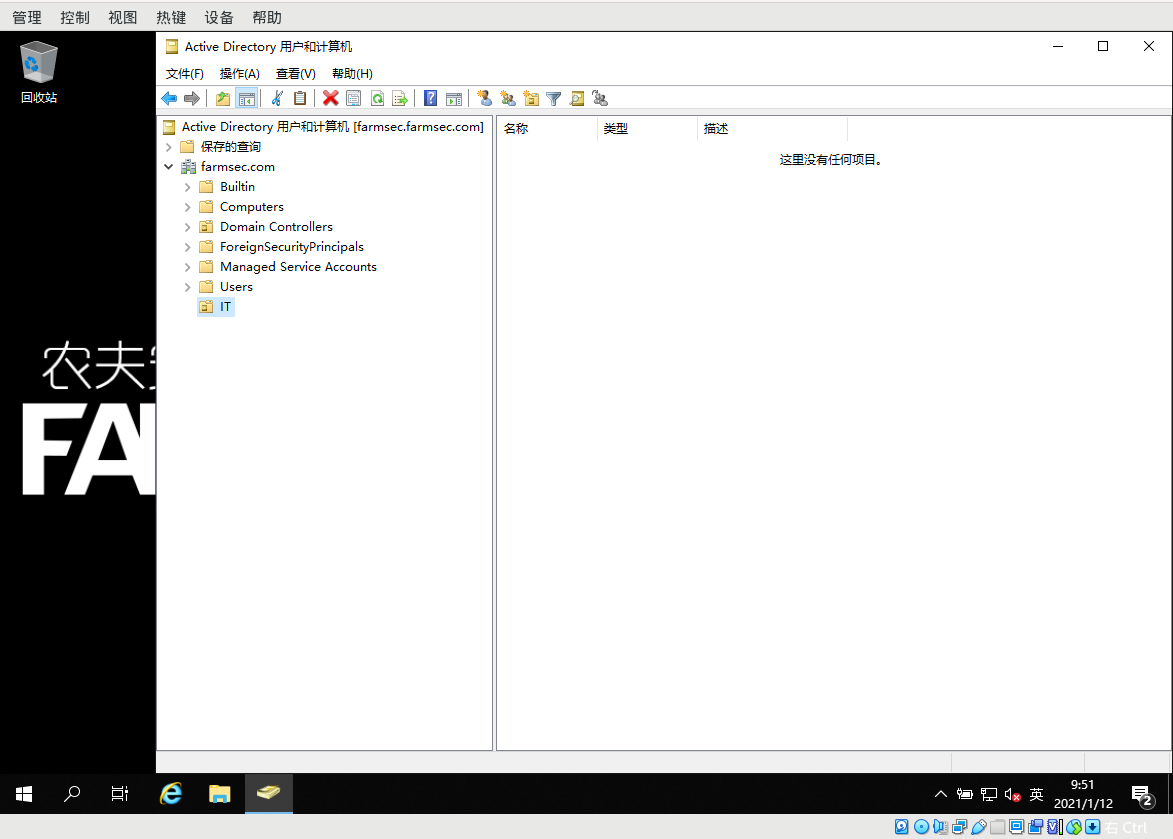 管理 控制 视图 热键 设备 帮助
回收站
Active Directory 用户和计算机
文件(F) 操作(A) 查看(V) 帮助(H)
Active Directory 用户和计算机 [farmsec.farmsec.com]
保存的查询
farmsec.com
Builtin
Computers
Domain Controllers
ForeignSecurityPrincipals
Managed Service Accounts
Users
IT
名称 类型 描述
这里没有任何项目。
农夫
FA
英
9:51
2021/1/12
2
右 Ctrl